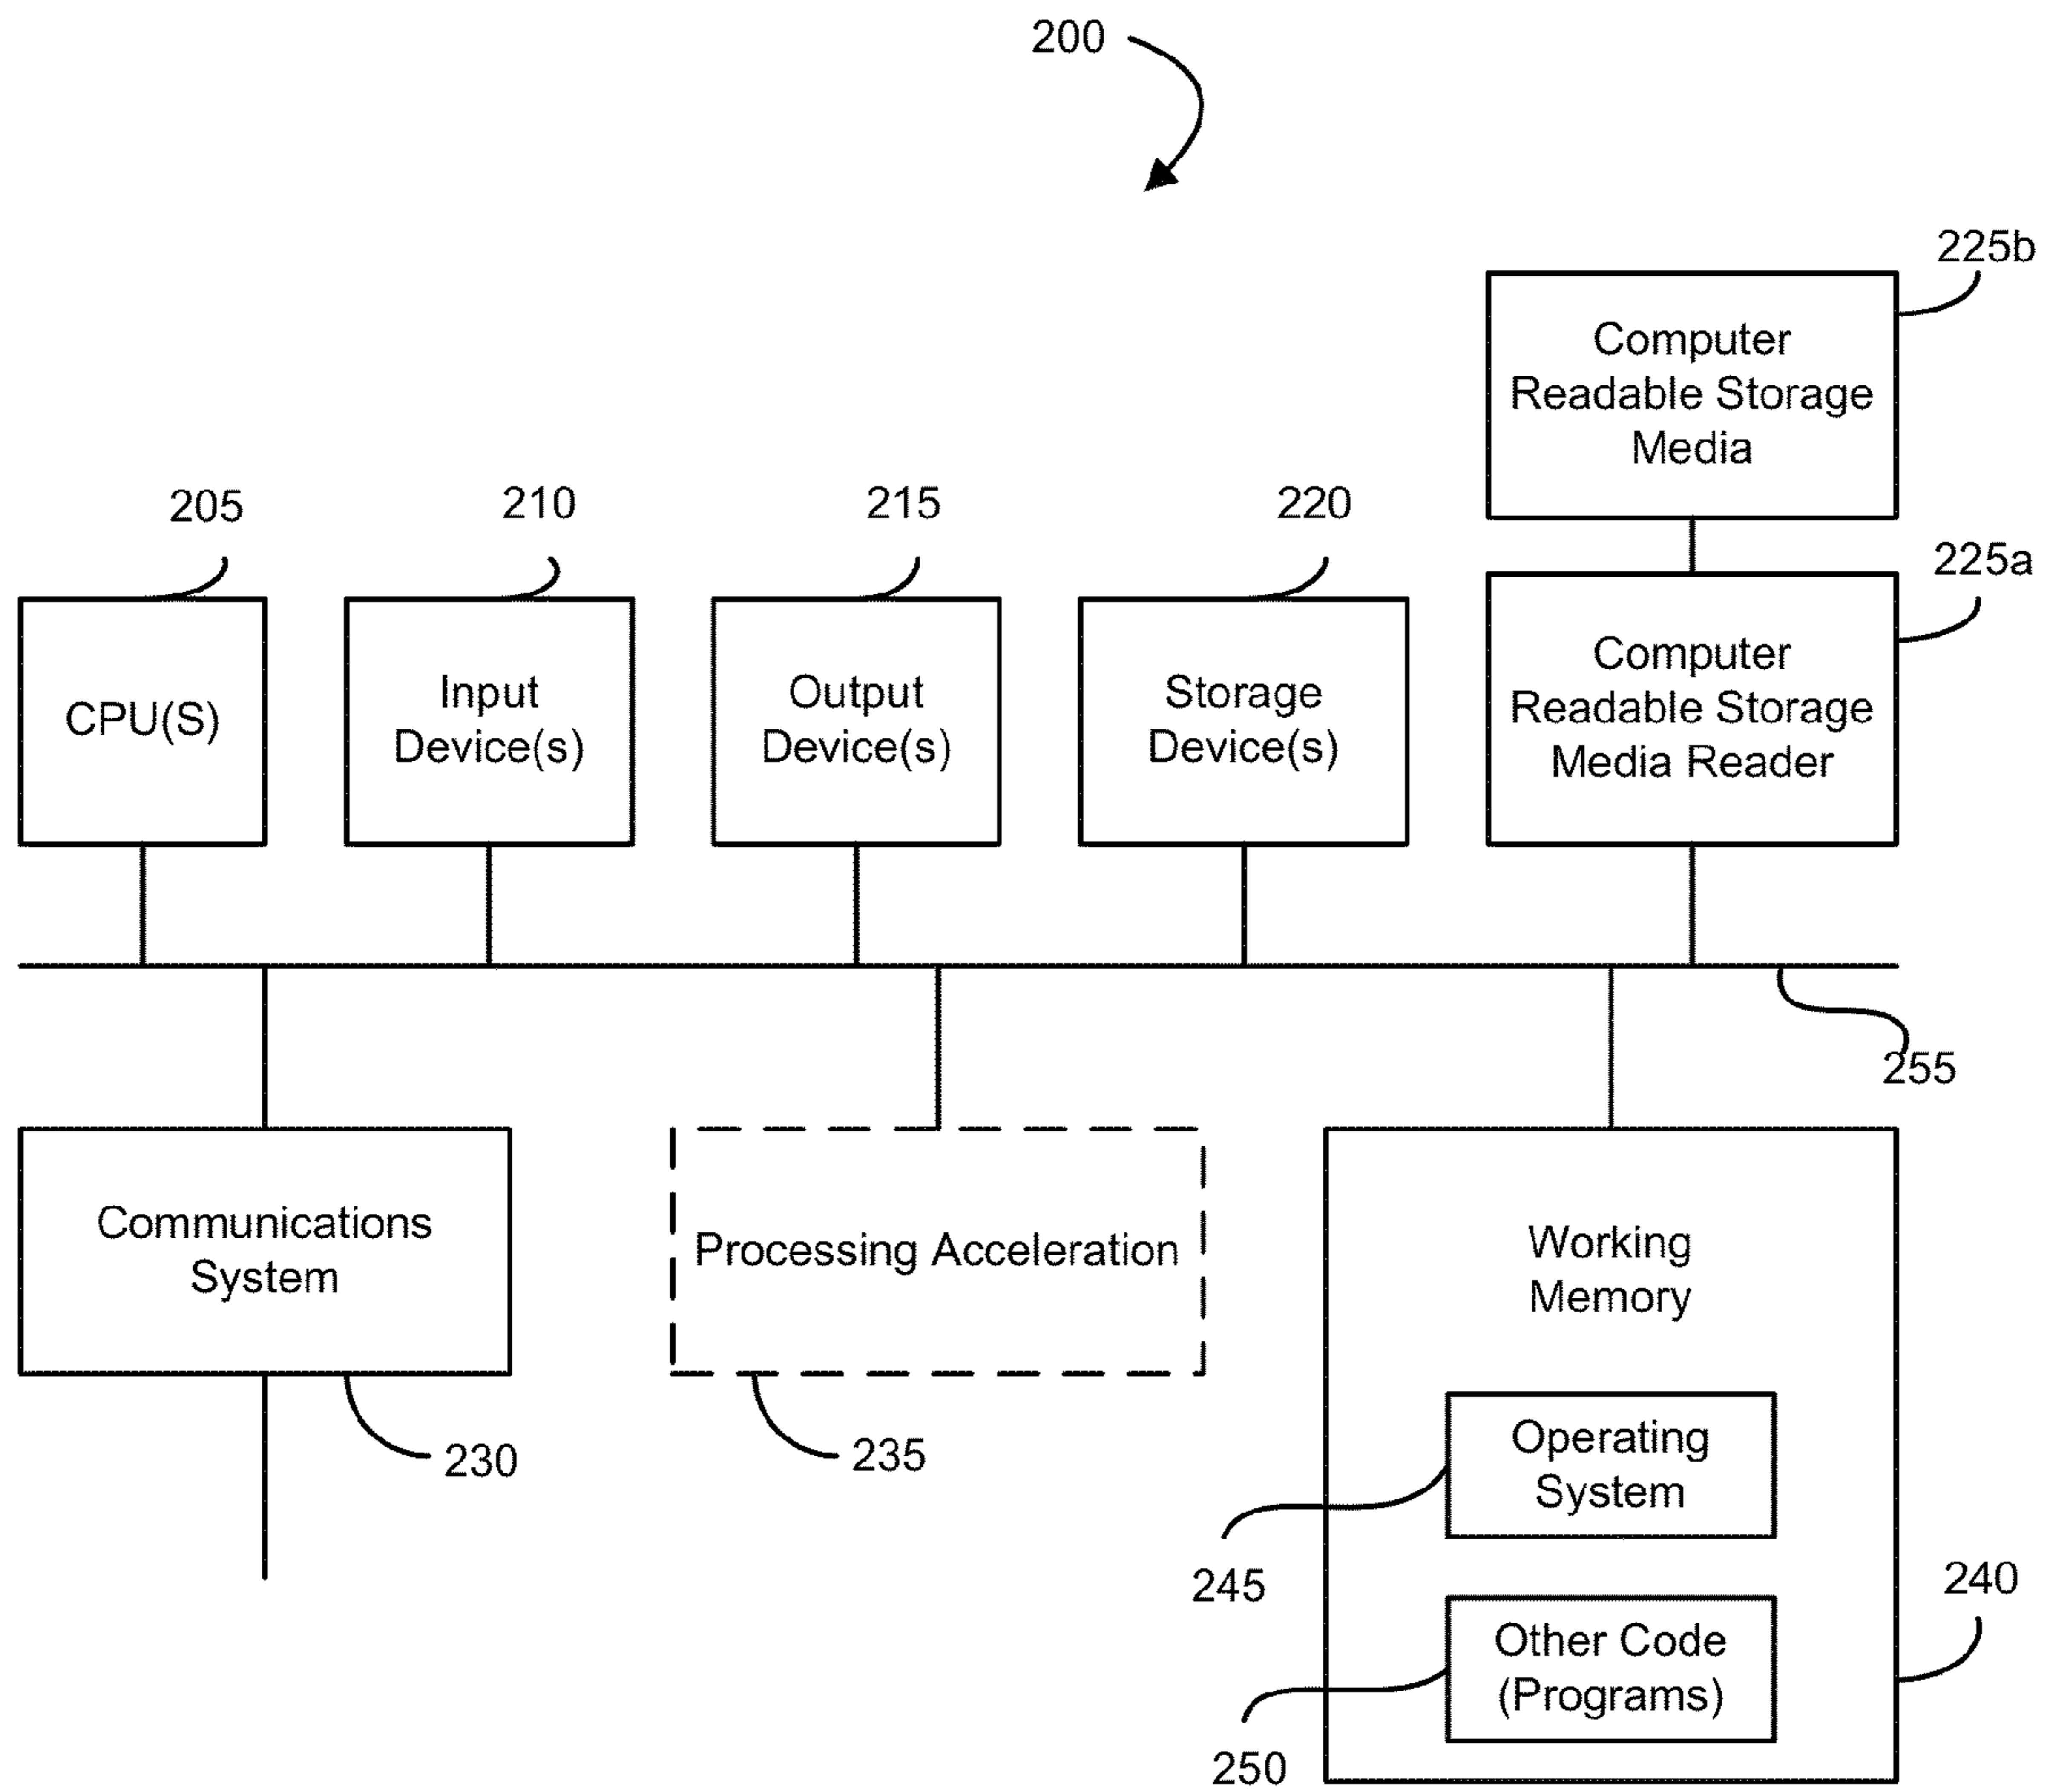 200
225b
Computer
Readable Storage
Media
205
210
215
220
225a
CPU(S)
Input
Device(s)
Output
Device(s)
Storage
Device(s)
Computer
Readable Storage
Media Reader
255
Communications
System
230
Processing Acceleration
235
Working
Memory
Operating
System
245
240
Other Code
(Programs)
250